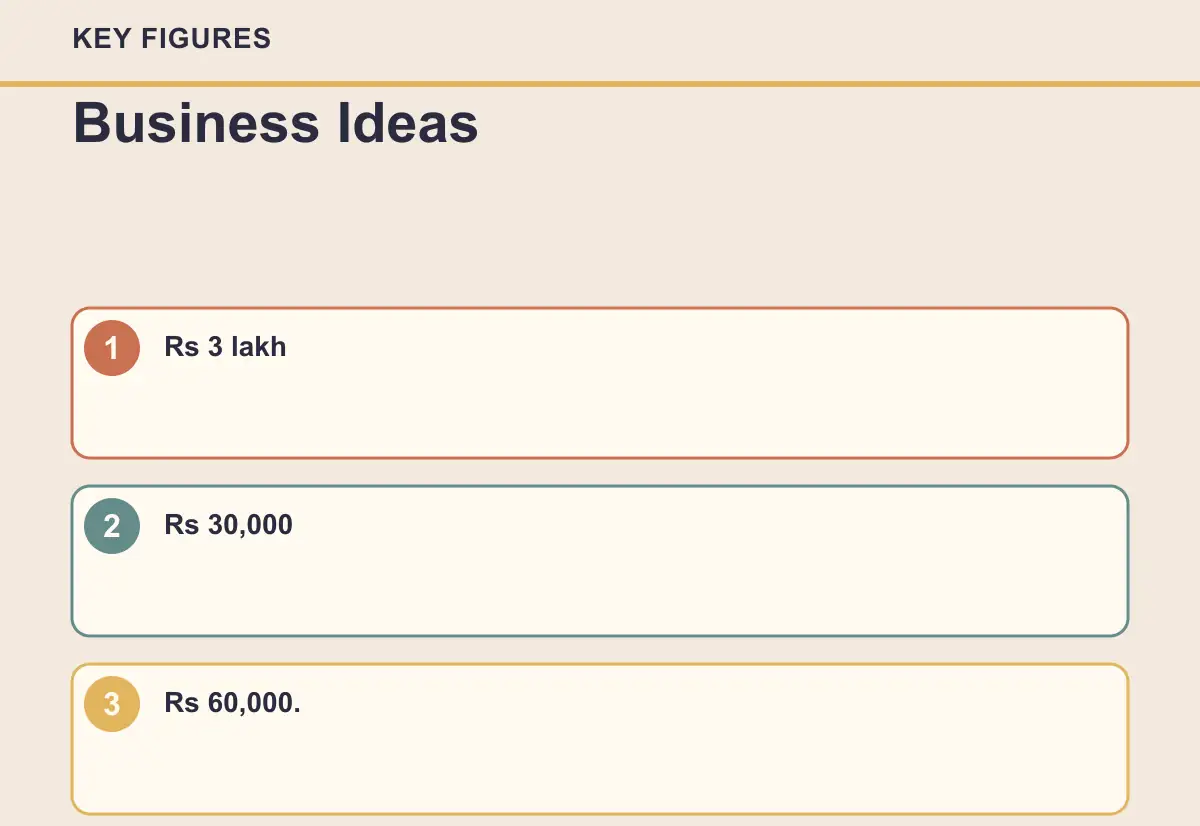 KEY FIGURES
Business Ideas
1
Rs 3 lakh
2
Rs 30,000
3
Rs 60,000.